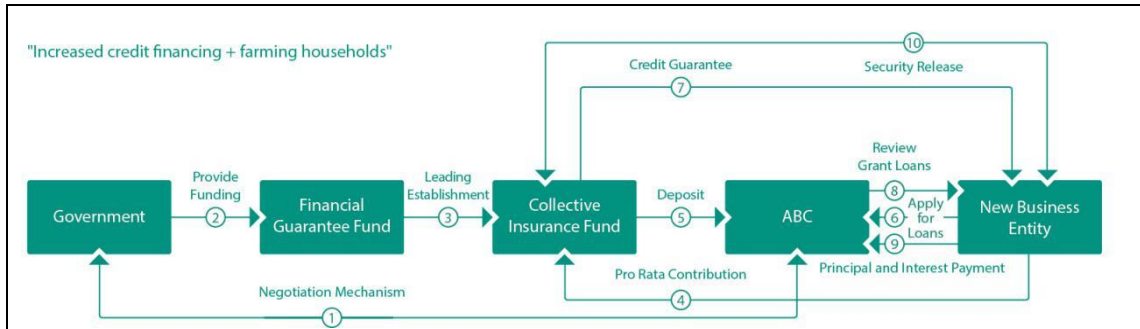 "Increased credit financing + farming households"
10
Credit Guarantee
Security Release
7
Review
Grant Loans
Provide
Funding
Leading
Establishment
Deposit
8
Government
2
Financial
Guarantee Fund
3
Collective
Insurance Fund
5
ABC
6
Apply
for
Loans
9
New Business
Entity
Pro Rata Contribution
Principal and Interest Payment
4
Negotiation Mechanism
1